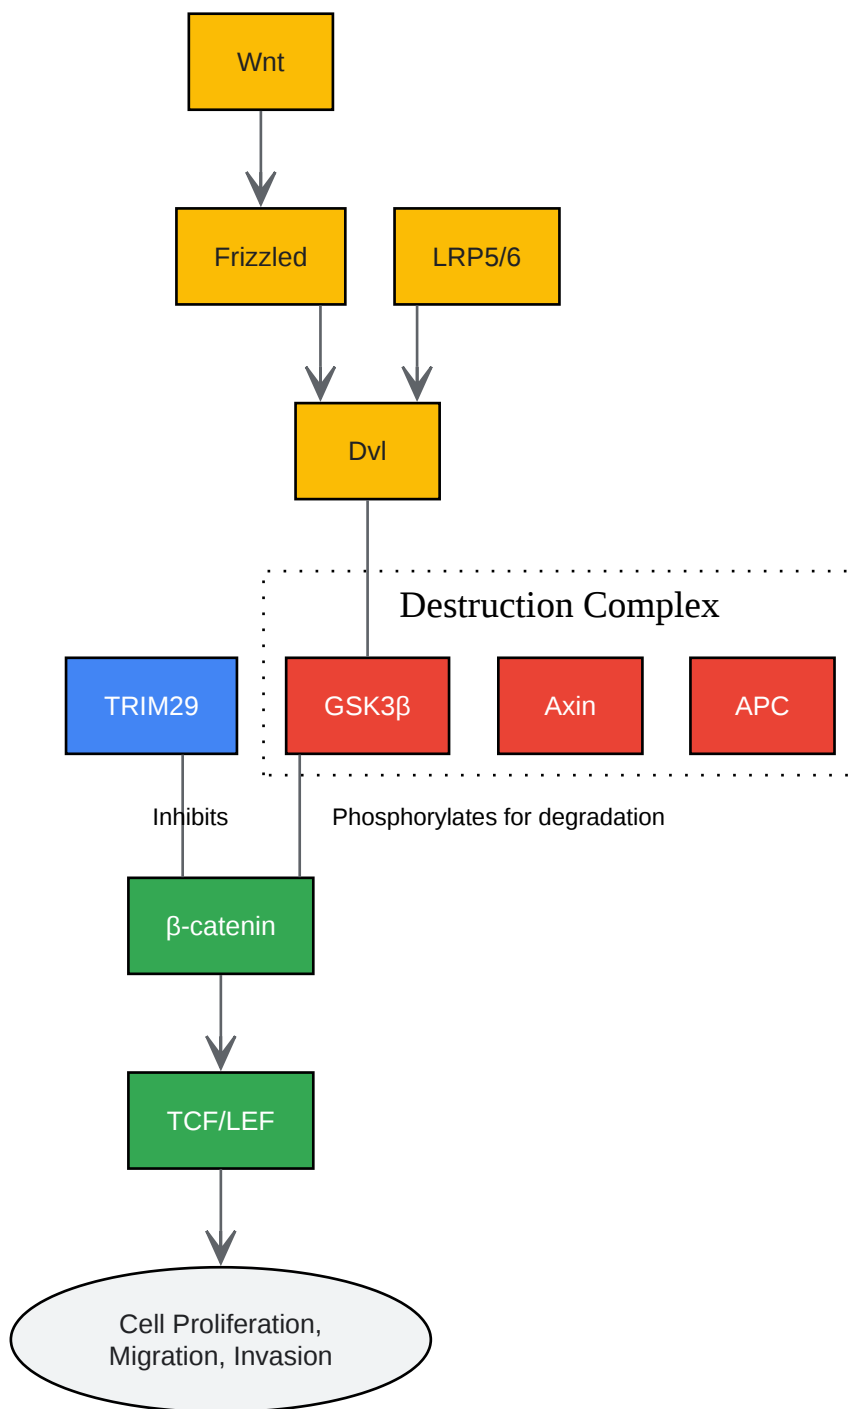 Wnt
Frizzled
LRP5/6
Dvl
Destruction Complex
TRIM29
GSK3β
Axin
APC
Inhibits
Phosphorylates for degradation
β-catenin
TCF/LEF
Cell Proliferation,
Migration, Invasion